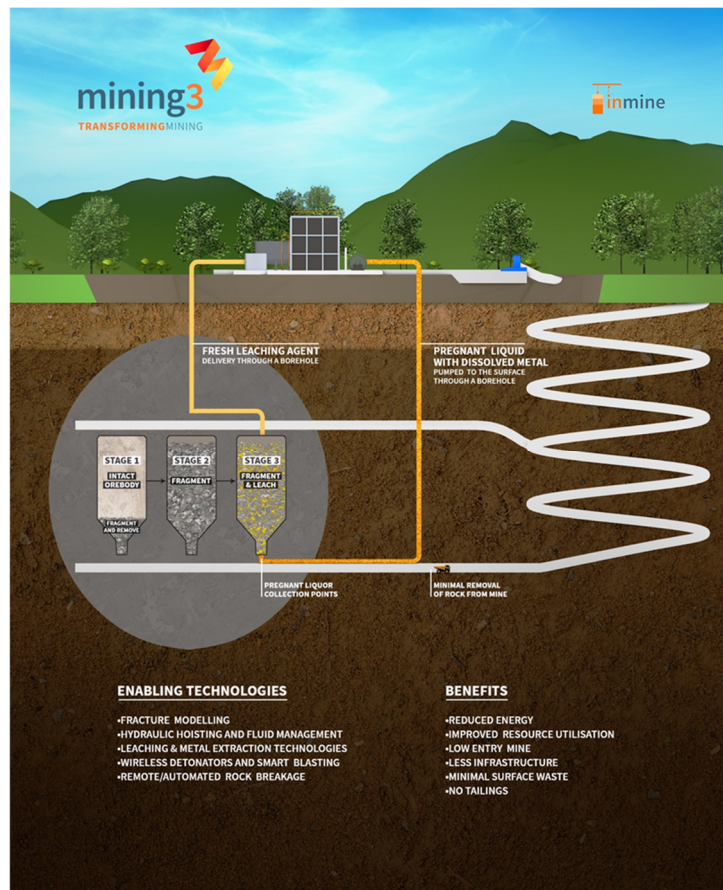 mining3
TRANSFORMINGMINING
inmine
FRESH LEACHING AGENT
DELIVERY THROUGH A BOREHOLE
PREGNANT LIQUID
WITH DISSOLVED METAL
PUMPED TO THE SURFACE
THROUGH A BOREHOLE
STAGE 1
INTACT
OREBODY
FRAGMENT
AND REMOVE
STAGE 2
FRAGMENT
STAGE 3
FRAGMENT
& LEACH
PREGNANT LIQUOR
COLLECTION POINTS
MINIMAL REMOVAL
OF ROCK FROM MINE
ENABLING TECHNOLOGIES
▪FRACTURE MODELLING
▪HYDRAULIC HOISTING AND FLUID MANAGEMENT
▪LEACHING & METAL EXTRACTION TECHNOLOGIES
▪WIRELESS DETONATORS AND SMART BLASTING
▪REMOTE/AUTOMATED ROCK BREAKAGE
BENEFITS
▪REDUCED ENERGY
▪IMPROVED RESOURCE UTILISATION
▪LOW ENTRY MINE
▪LESS INFRASTRUCTURE
▪MINIMAL SURFACE WASTE
▪NO TAILINGS